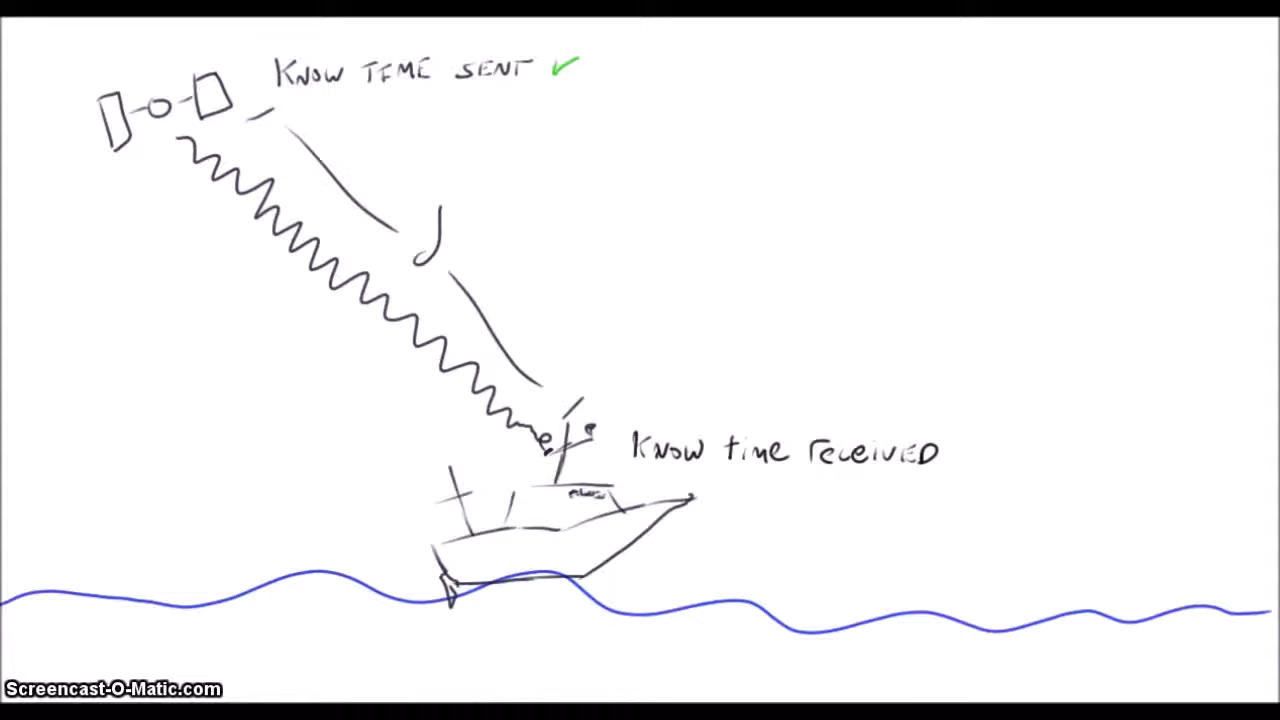 KNOW TIME SENT ✓
d
KNOW time received
Screencast-O-Matic.com